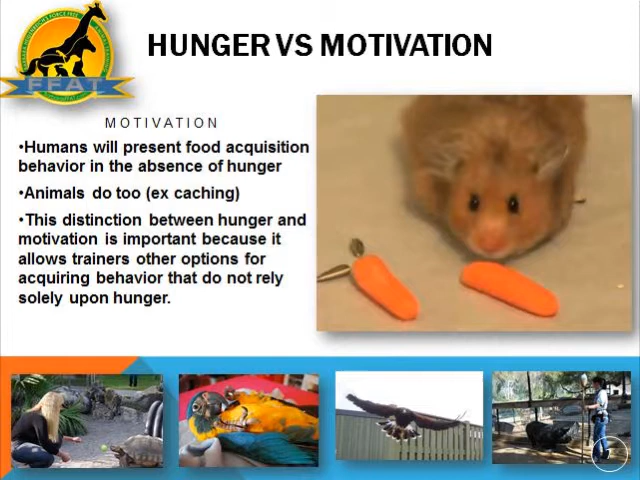 HUNGER VS MOTIVATION
FFAT
MOTIVATION
•Humans will present food acquisition
behavior in the absence of hunger
•Animals do too (ex caching)
•This distinction between hunger and
motivation is important because it
allows trainers other options for
acquiring behavior that do not rely
solely upon hunger.